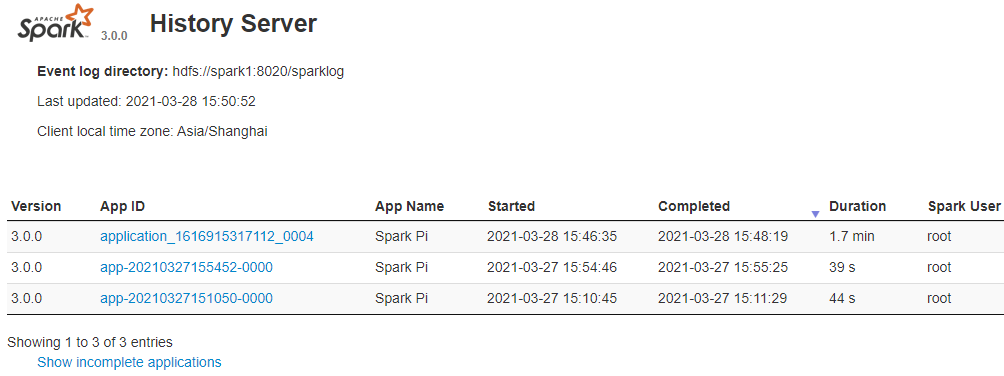 APACHE
Spark™ 3.0.0 History Server
Event log directory: hdfs://spark1:8020/sparklog
Last updated: 2021-03-28 15:50:52
Client local time zone: Asia/Shanghai
Version App ID App Name Started Completed Duration Spark User
3.0.0 application_1616915317112_0004 Spark Pi 2021-03-28 15:46:35 2021-03-28 15:48:19 1.7 min root
3.0.0 app-20210327155452-0000 Spark Pi 2021-03-27 15:54:46 2021-03-27 15:55:25 39 s root
3.0.0 app-20210327151050-0000 Spark Pi 2021-03-27 15:10:45 2021-03-27 15:11:29 44 s root
Showing 1 to 3 of 3 entries
Show incomplete applications